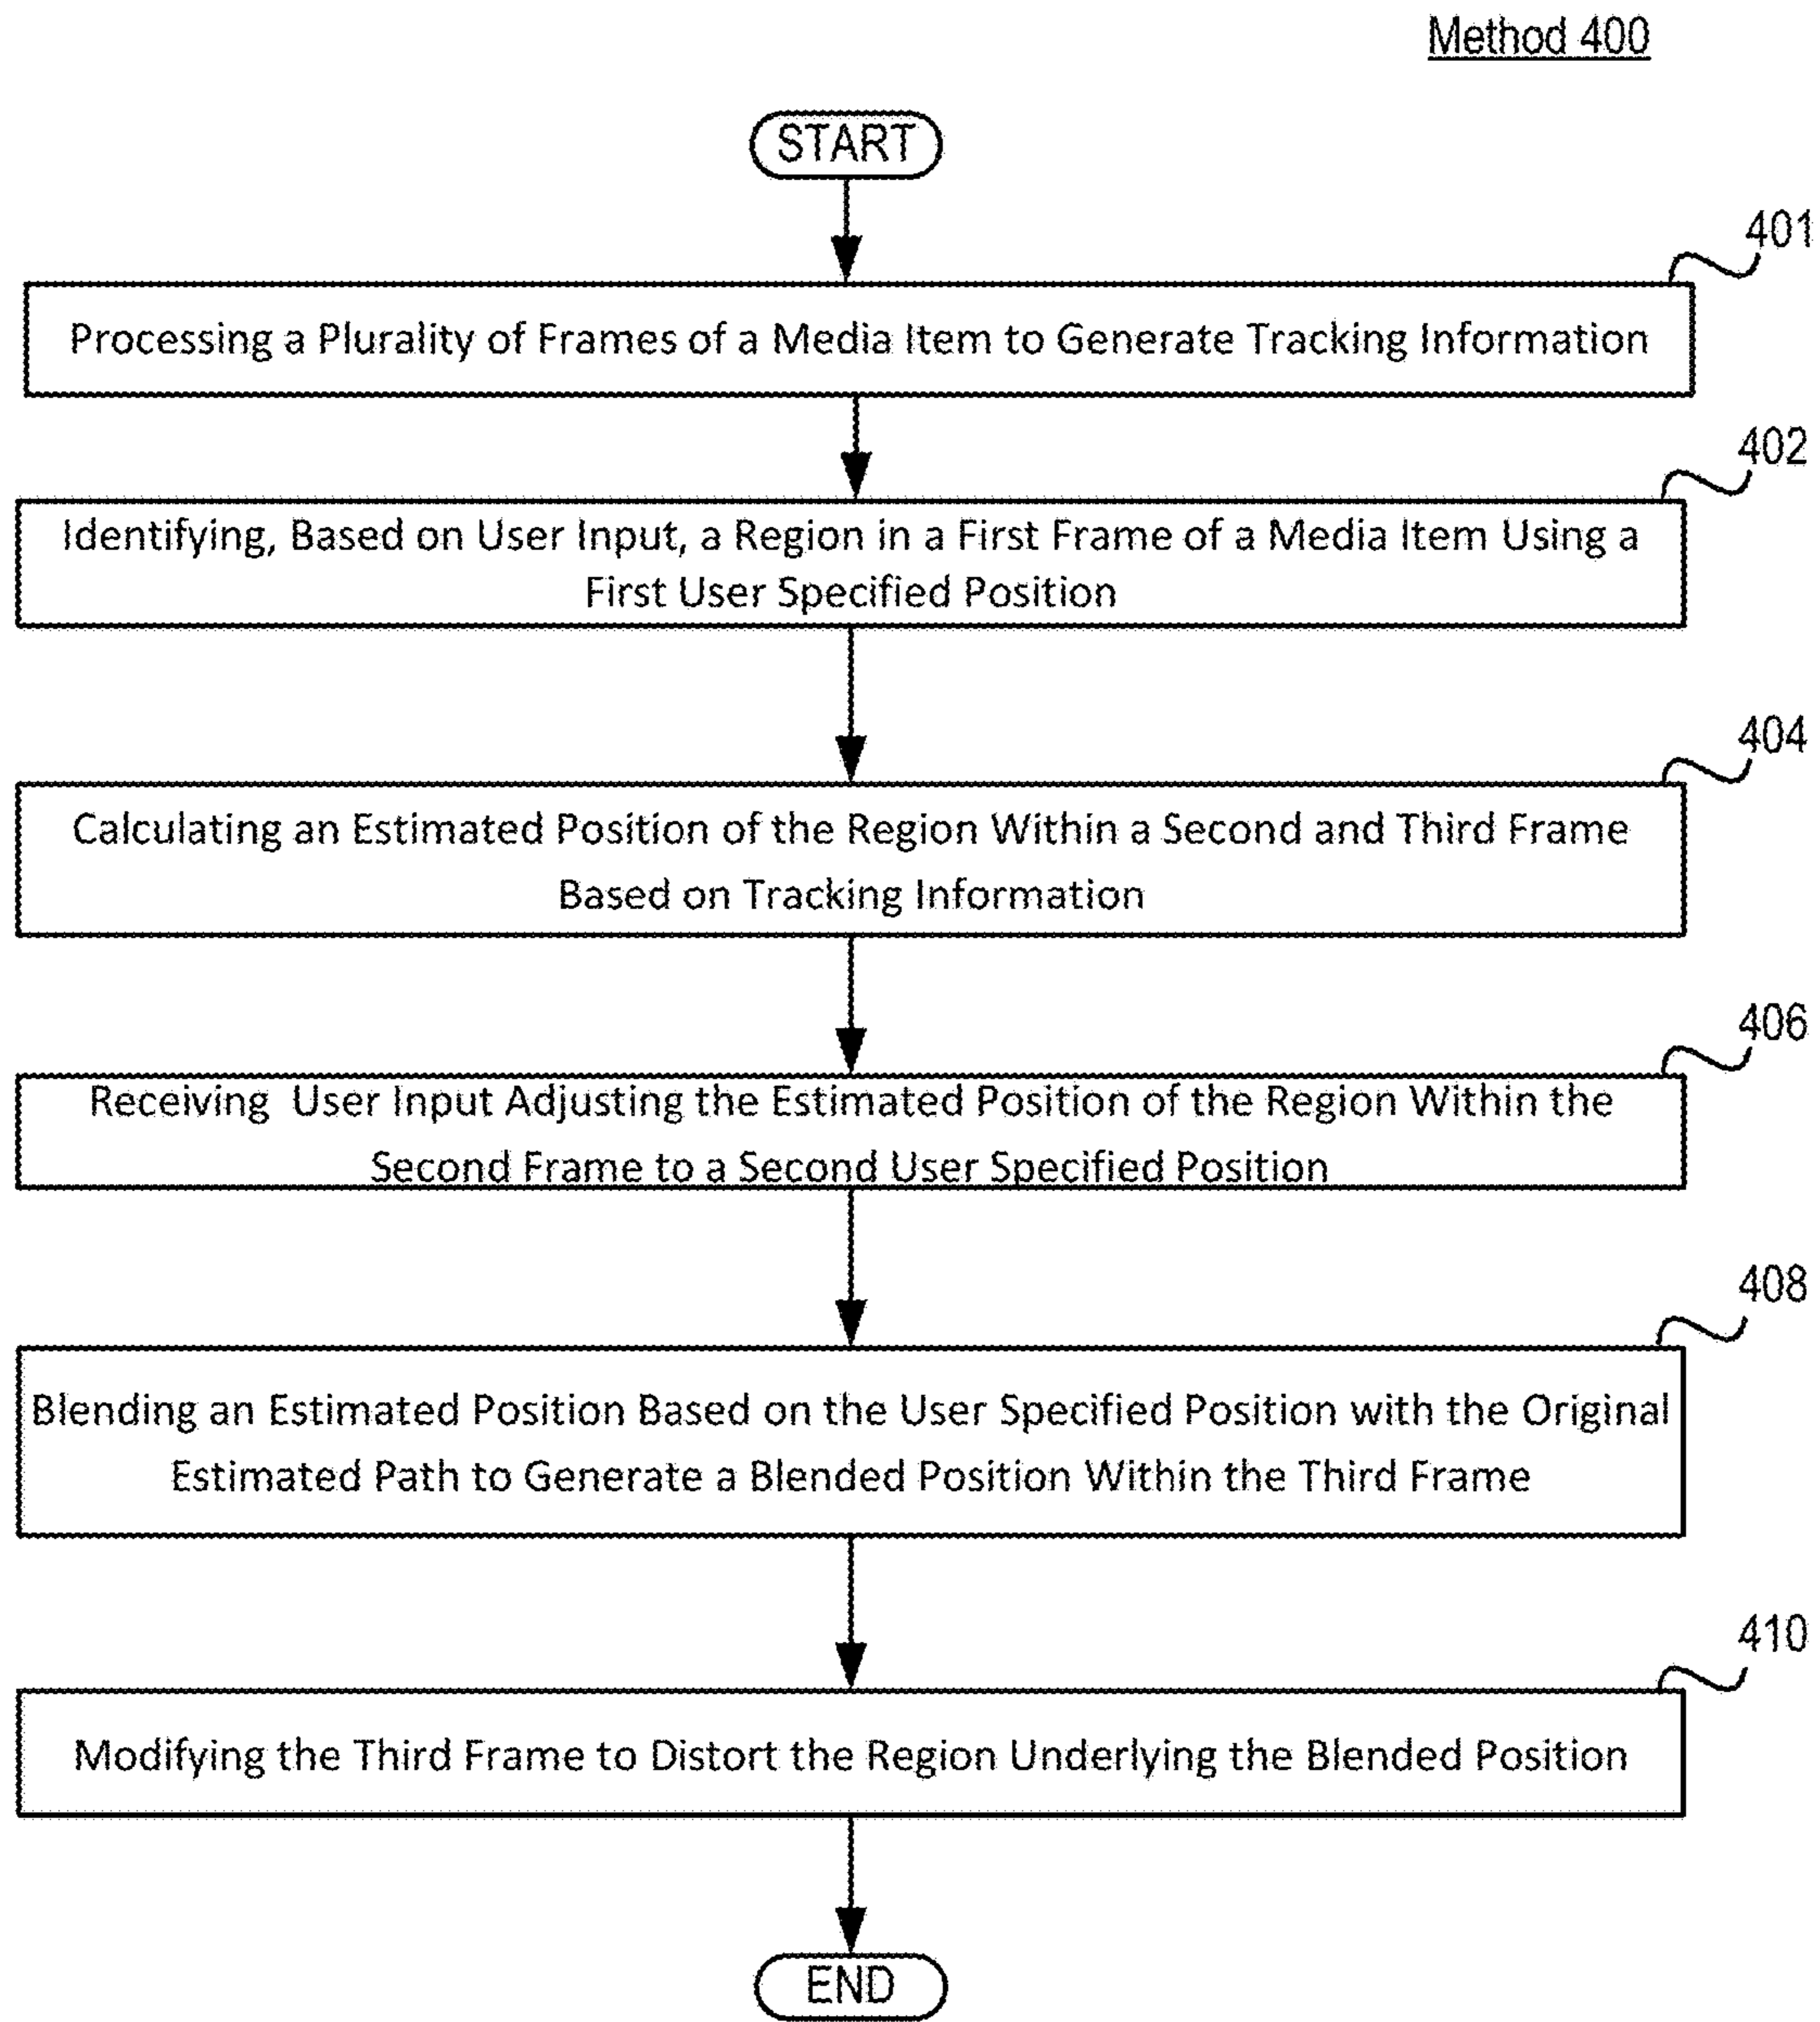 Method 400
START
401
Processing a Plurality of Frames of a Media Item to Generate Tracking Information
402
Identifying, Based on User Input, a Region in a First Frame of a Media Item Using a
First User Specified Position
404
Calculating an Estimated Position of the Region Within a Second and Third Frame
Based on Tracking Information
406
Receiving User Input Adjusting the Estimated Position of the Region Within the
Second Frame to a Second User Specified Position
408
Blending an Estimated Position Based on the User Specified Position with the Original
Estimated Path to Generate a Blended Position Within the Third Frame
410
Modifying the Third Frame to Distort the Region Underlying the Blended Position
END